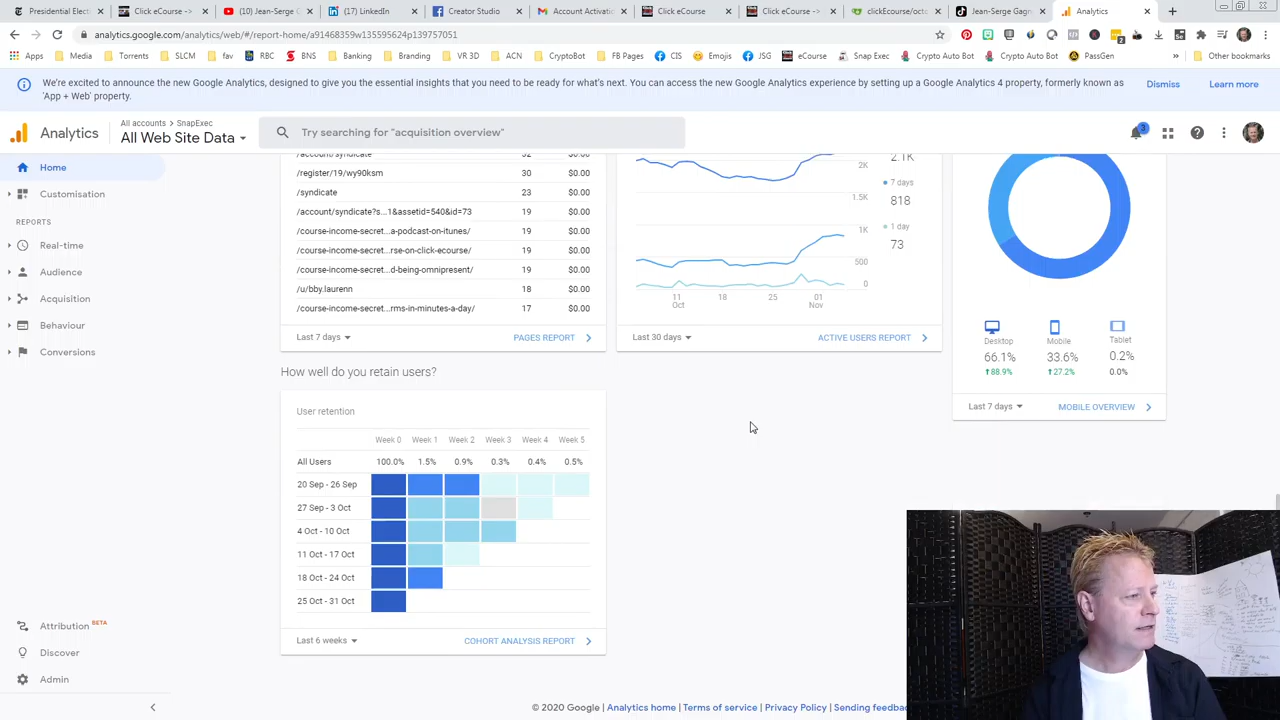 Presidential Electi
Click eCourse ->
(10) Jean-Serge G
(17) LinkedIn
Creator Studio
Account Activatio
Click eCourse
Click eCourse ->
clickEcourse/octo
Jean-Serge Gagno
Analytics
analytics.google.com/analytics/web/#/report-home/a91468359w135595624p139757051
Apps
Media
Torrents
SLCM
fav
RBC
BNS
Banking
Branding
VR 3D
ACN
CryptoBot
FB Pages
CIS
Emojis
JSG
eCourse
Snap Exec
Crypto Auto Bot
Crypto Auto Bot
PassGen
»
Other bookmarks
We're excited to announce the new Google Analytics experience, designed to give you the essential insights that you need to be ready for what's next. You can access the new Google Analytics experience by setting up a Google Analytics 4 property, formerly known as
'App + Web' property.
Dismiss
Learn more
Analytics
All accounts > SnapExec
All Web Site Data
Try searching for "acquisition overview"
3
Home
Customisation
REPORTS
Real-time
Audience
Acquisition
Behaviour
Conversions
Attribution BETA
Discover
Admin
/account/syndicate 32 $0.00
/register/19/wy90ksm 30 $0.00
/syndicate 23 $0.00
/account/syndicate?s...1&assetid=540&id=73 19 $0.00
/course-income-secret...a-podcast-on-itunes/ 19 $0.00
/course-income-secret...rse-on-click-ecourse/ 19 $0.00
/course-income-secret...d-being-omnipresent/ 19 $0.00
/u/bby.laurenn 18 $0.00
/course-income-secret...rms-in-minutes-a-day/ 17 $0.00
Last 7 days
PAGES REPORT
2K
1.5K
1K
500
0
11
Oct
18
25
01
Nov
2.1K
7 days
818
1 day
73
Last 30 days
ACTIVE USERS REPORT
Desktop
66.1%
88.9%
Mobile
33.6%
27.2%
Tablet
0.2%
0.0%
Last 7 days
MOBILE OVERVIEW
How well do you retain users?
User retention
Week 0 Week 1 Week 2 Week 3 Week 4 Week 5
All Users 100.0% 1.5% 0.9% 0.3% 0.4% 0.5%
20 Sep - 26 Sep
27 Sep - 3 Oct
4 Oct - 10 Oct
11 Oct - 17 Oct
18 Oct - 24 Oct
25 Oct - 31 Oct
Last 6 weeks
COHORT ANALYSIS REPORT
© 2020 Google | Analytics home | Terms of service | Privacy Policy | Sending feedba